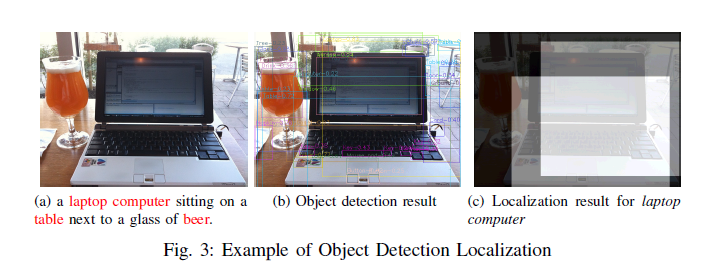 (a) a laptop computer sitting on a
table next to a glass of beer.
(b) Object detection result
(c) Localization result for laptop
computer
Fig. 3: Example of Object Detection Localization